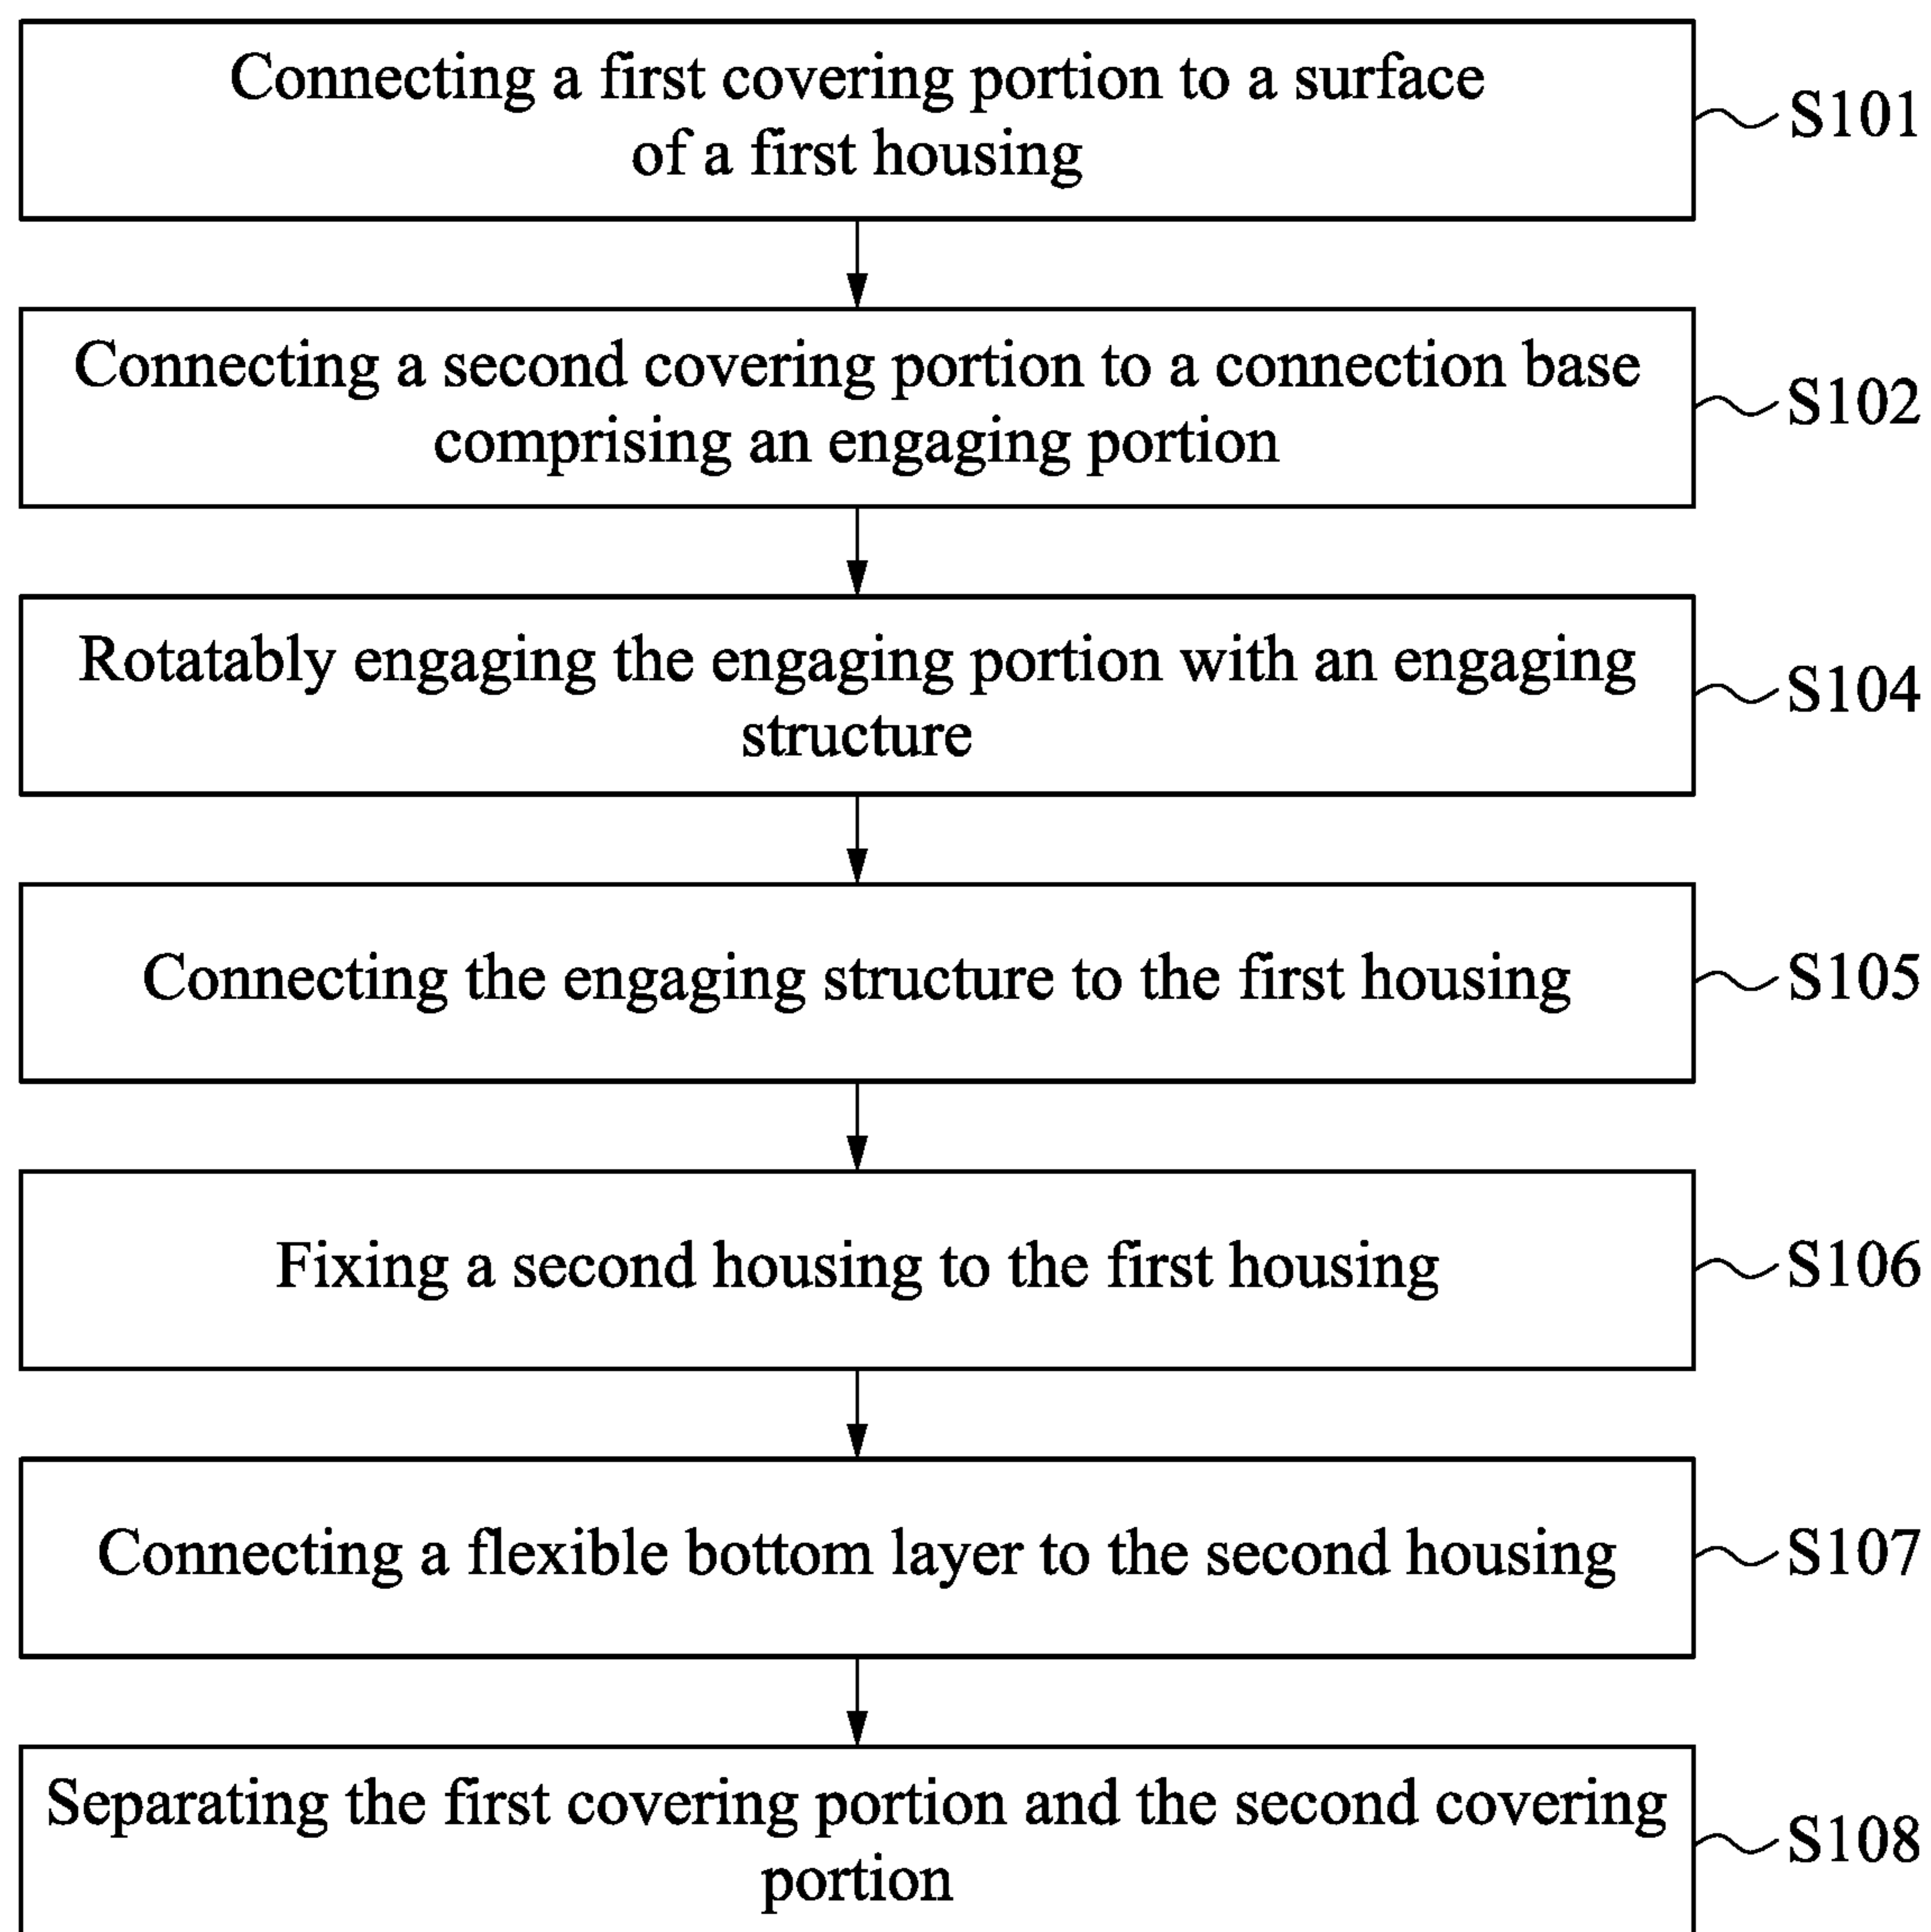 Connecting a first covering portion to a surface
of a first housing
S101
Connecting a second covering portion to a connection base
comprising an engaging portion
S102
Rotatably engaging the engaging portion with an engaging
structure
S104
Connecting the engaging structure to the first housing
S105
Fixing a second housing to the first housing
S106
Connecting a flexible bottom layer to the second housing
S107
Separating the first covering portion and the second covering
portion
S108